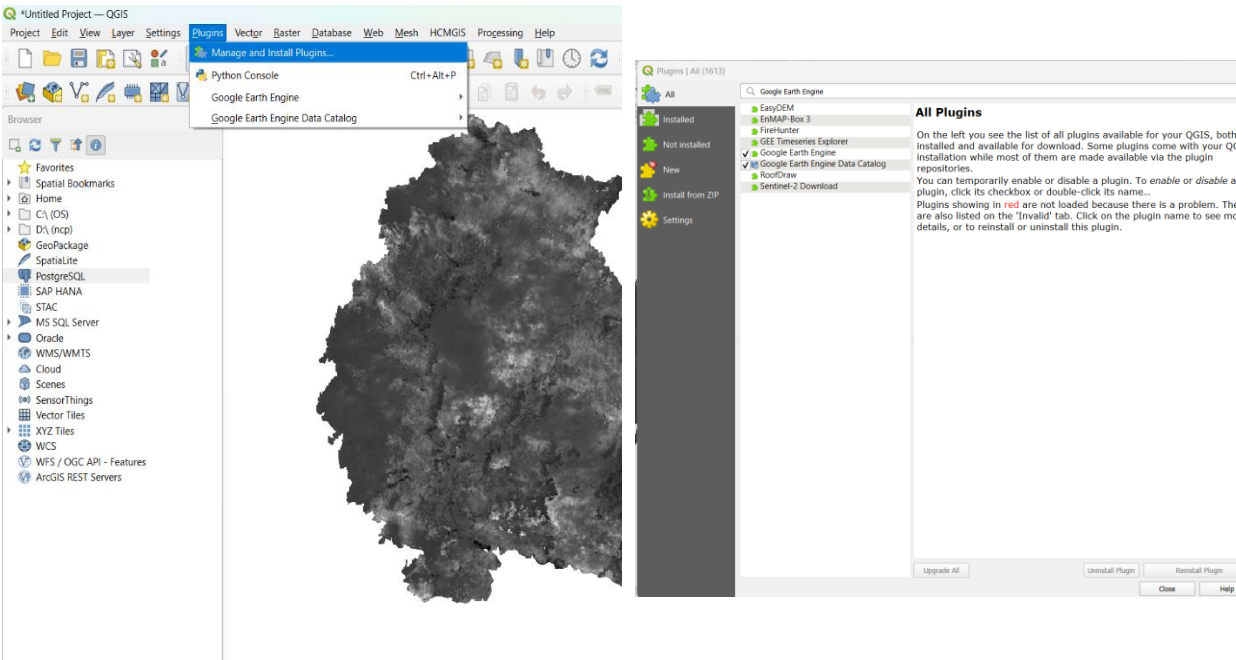 *Untitled Project — QGIS
Project Edit View Layer Settings Plugins Vector Raster Database Web Mesh HCMGIS Processing Help
Manage and Install Plugins...
Python Console Ctrl+Alt+P
Google Earth Engine
Google Earth Engine Data Catalog
Browser
Favorites
Spatial Bookmarks
Home
C:\ (OS)
D:\ (ncp)
GeoPackage
SpatiaLite
PostgreSQL
SAP HANA
STAC
MS SQL Server
Oracle
WMS/WMTS
Cloud
Scenes
SensorThings
Vector Tiles
XYZ Tiles
WCS
WFS / OGC API - Features
ArcGIS REST Servers
Plugins | All (1613)
All
Installed
Not installed
New
Install from ZIP
Settings
Google Earth Engine
EasyDEM
EnMAP-Box 3
FireHunter
GEE Timeseries Explorer
Google Earth Engine
Google Earth Engine Data Catalog
RoofDraw
Sentinel-2 Download
All Plugins
On the left you see the list of all plugins available for your QGIS, both
installed and available for download. Some plugins come with your QG
installation while most of them are made available via the plugin
repositories.
You can temporarily enable or disable a plugin. To enable or disable a
plugin, click its checkbox or double-click its name...
Plugins showing in red are not loaded because there is a problem. The
are also listed on the 'Invalid' tab. Click on the plugin name to see mo
details, or to reinstall or uninstall this plugin.
Upgrade All
Uninstall Plugin
Reinstall Plugin
Close
Help